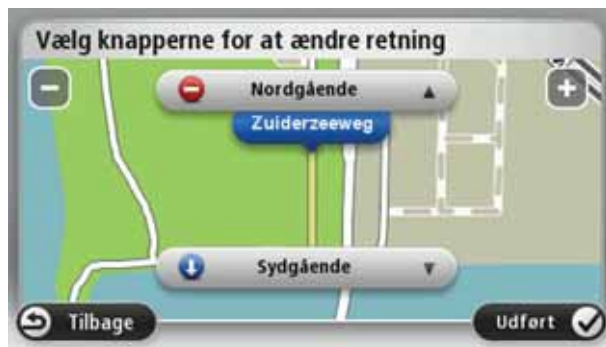 Vælg knapperne for at ændre retning
Nordgående
Zuiderzeeweg
Sydgående
Tilbage
Udført